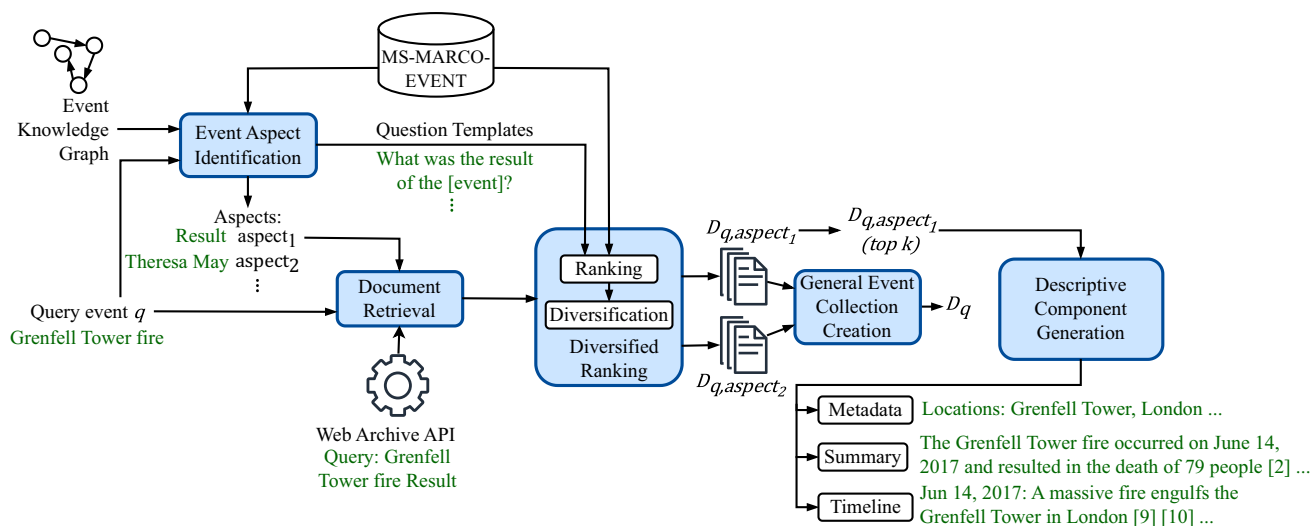 MS-MARCO-
EVENT
Event
Knowledge
Graph
Event Aspect
Identification
Question Templates
What was the result
of the [event]?
⋮
Aspects:
Result aspect1
Theresa May aspect2
⋮
Query event q
Grenfell Tower fire
Document
Retrieval
Web Archive API
Query: Grenfell
Tower fire Result
Ranking
Diversification
Diversified
Ranking
Dq,aspect1
Dq,aspect2
Dq,aspect1
(top k)
General Event
Collection
Creation
Dq
Descriptive
Component
Generation
Metadata
Locations: Grenfell Tower, London ...
Summary
The Grenfell Tower fire occurred on June 14,
2017 and resulted in the death of 79 people [2] ...
Timeline
Jun 14, 2017: A massive fire engulfs the
Grenfell Tower in London [9] [10] ...